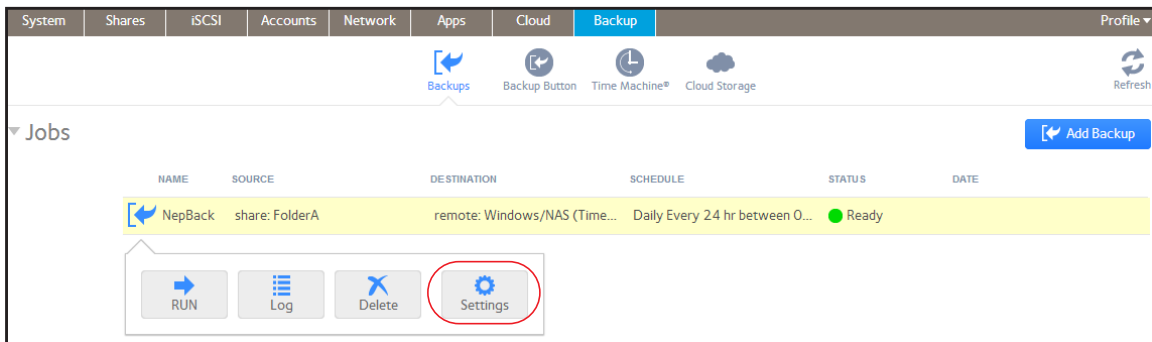 System Shares iSCSI Accounts Network Apps Cloud Backup Profile ▾
Backups Backup Button Time Machine® Cloud Storage Refresh
Jobs Add Backup
NAME SOURCE DESTINATION SCHEDULE STATUS DATE
NepBack share: FolderA remote: Windows/NAS (Time... Daily Every 24 hr between 0... Ready
RUN Log Delete Settings